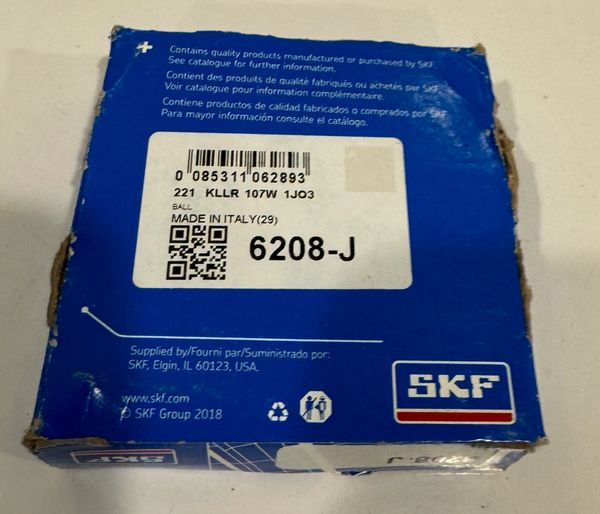 Contains quality products manufactured or purchased by SKF.
See catalogue for further information.
Contient des produits de qualité fabriqués ou achetés par SKF.
Voir catalogue pour information complémentaire.
Contiene productos de calidad fabricados o comprados por SKF.
Para mayor información consulte el catálogo.
0 085311 062893
221 KLLR 107W 1JO3
BALL
MADE IN ITALY(29)
6208-J
Supplied by/Fourni par/Suministrado por:
SKF, Elgin, IL 60123, USA.
www.skf.com
© SKF Group 2018
SKF
SKF